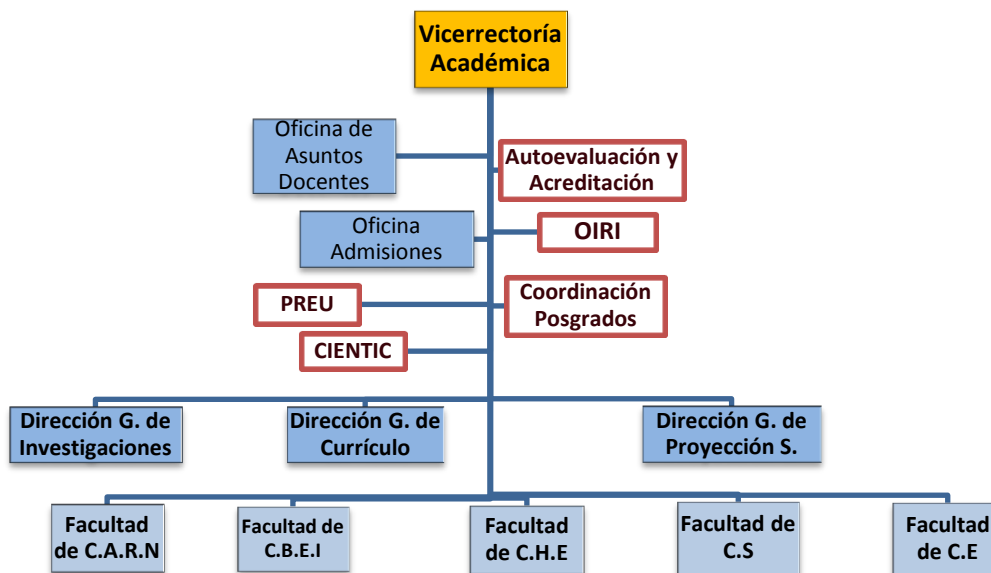 Vicerrectoría
Académica
Oficina de
Asuntos
Docentes
Autoevaluación y
Acreditación
Oficina
Admisiones
OIRI
PREU
Coordinación
Posgrados
CIENTIC
Dirección G. de
Investigaciones
Dirección G. de
Currículo
Dirección G. de
Proyección S.
Facultad
de C.A.R.N
Facultad de
C.B.E.I
Facultad
de C.H.E
Facultad de
C.S
Facultad
de C.E